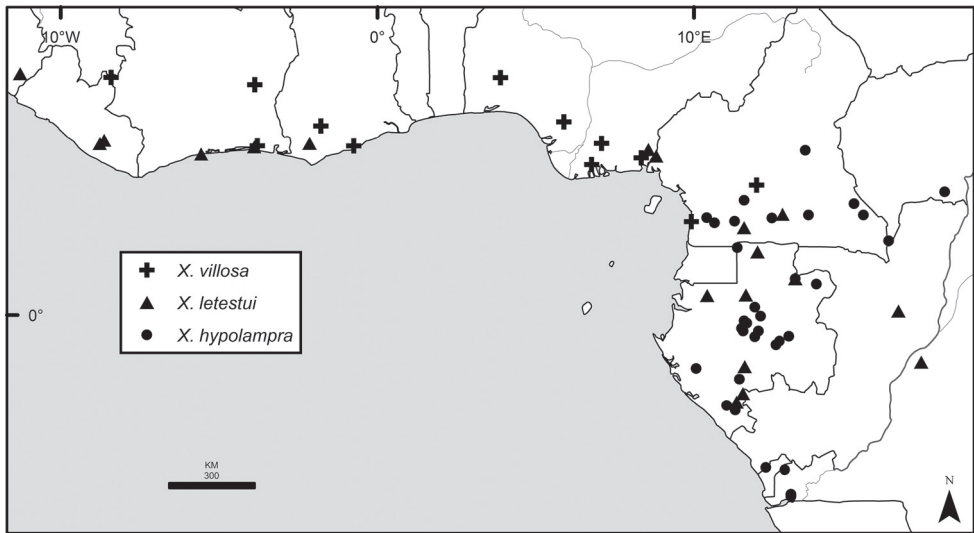 10°W 0° 10°E
X. villosa
X. letestui
X. hypolampra
0°
KM
300
N